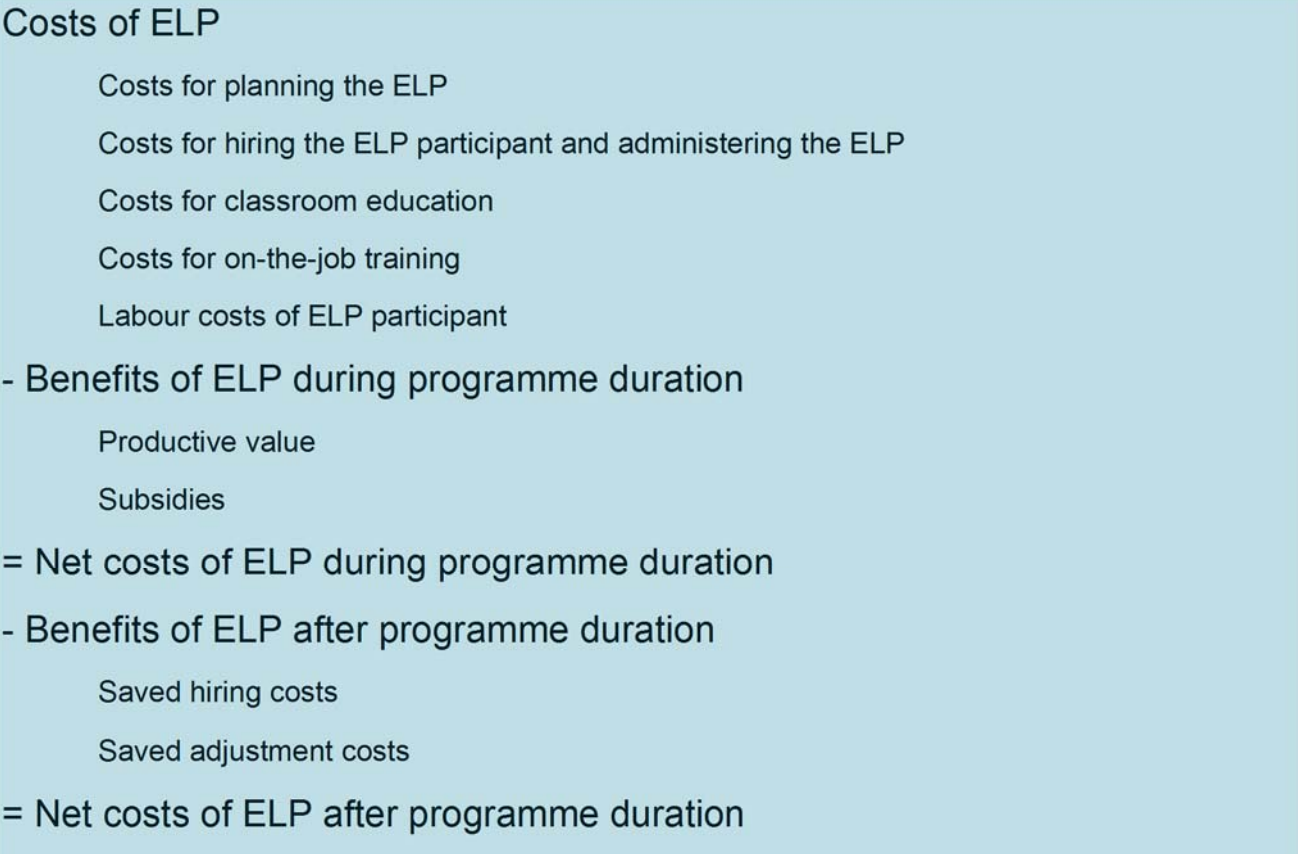 Costs of ELP
Costs for planning the ELP
Costs for hiring the ELP participant and administering the ELP
Costs for classroom education
Costs for on-the-job training
Labour costs of ELP participant
- Benefits of ELP during programme duration
Productive value
Subsidies
= Net costs of ELP during programme duration
- Benefits of ELP after programme duration
Saved hiring costs
Saved adjustment costs
= Net costs of ELP after programme duration